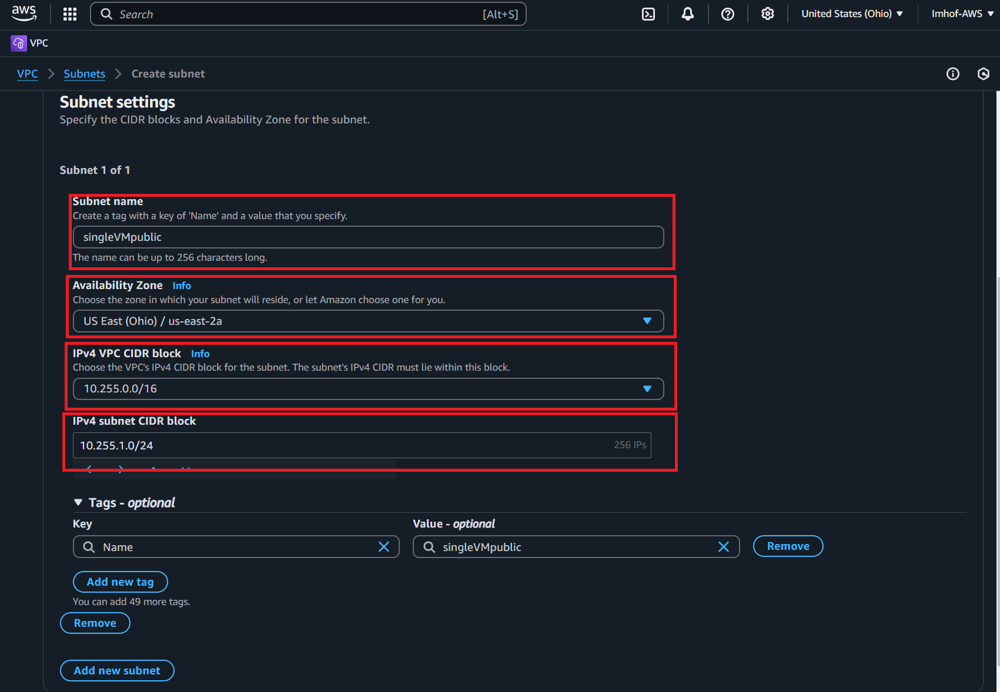 aws
Search [Alt+S] United States (Ohio) Imhof-AWS
VPC
VPC Subnets Create subnet
Subnet settings
Specify the CIDR blocks and Availability Zone for the subnet.
Subnet 1 of 1
Subnet name
Create a tag with a key of 'Name' and a value that you specify.
singleVMpublic
The name can be up to 256 characters long.
Availability Zone Info
Choose the zone in which your subnet will reside, or let Amazon choose one for you.
US East (Ohio) / us-east-2a
IPv4 VPC CIDR block Info
Choose the VPC's IPv4 CIDR block for the subnet. The subnet's IPv4 CIDR must lie within this block.
10.255.0.0/16
IPv4 subnet CIDR block
10.255.1.0/24 256 IPs
Tags - optional
Key Value - optional
Name singleVMpublic Remove
Add new tag
You can add 49 more tags.
Remove
Add new subnet